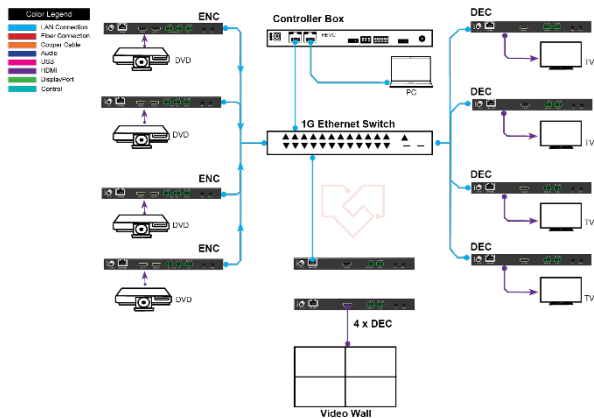 Color Legend
LAN Connection
Fiber Connection
Cooper Cable
Audio
USB
HDMI
DisplayPort
Control
ENC
DVD
ENC
DVD
ENC
DVD
ENC
DVD
Controller Box
PC
1G Ethernet Switch
4 x DEC
Video Wall
DEC
TV
DEC
TV
DEC
TV
DEC
TV